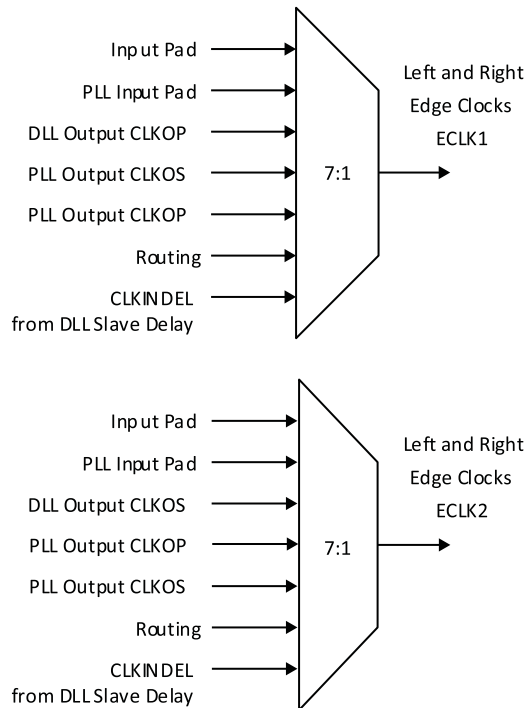 Input Pad
PLL Input Pad
DLL Output CLKOP
PLL Output CLKOS
PLL Output CLKOP
Routing
CLKINDEL
from DLL Slave Delay
7:1
Left and Right
Edge Clocks
ECLK1
Input Pad
PLL Input Pad
DLL Output CLKOS
PLL Output CLKOP
PLL Output CLKOS
Routing
CLKINDEL
from DLL Slave Delay
7:1
Left and Right
Edge Clocks
ECLK2